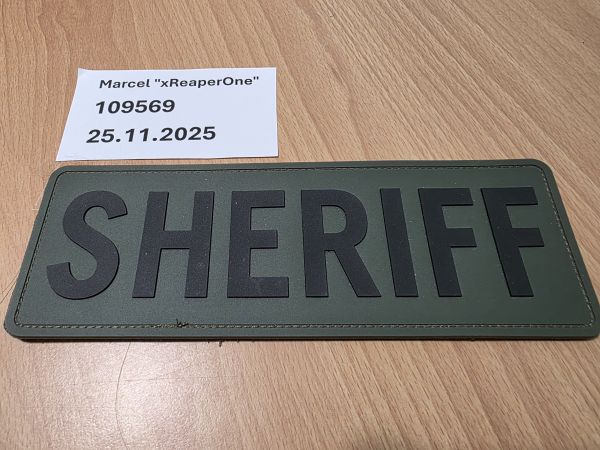 Marcel "xReaperOne"
109569
25.11.2025
SHERIFF